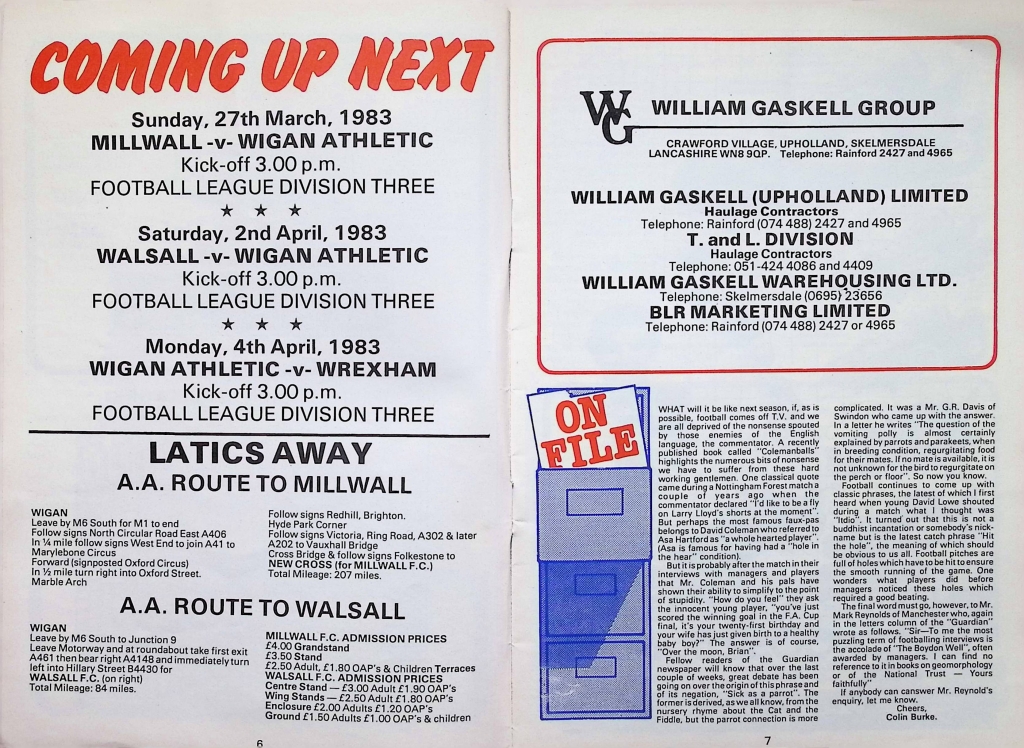 COMING UP NEXT
Sunday, 27th March, 1983
MILLWALL -v- WIGAN ATHLETIC
Kick-off 3.00 p.m.
FOOTBALL LEAGUE DIVISION THREE
★ ★ ★
Saturday, 2nd April, 1983
WALSALL -v- WIGAN ATHLETIC
Kick-off 3.00 p.m.
FOOTBALL LEAGUE DIVISION THREE
★ ★ ★
Monday, 4th April, 1983
WIGAN ATHLETIC -v- WREXHAM
Kick-off 3.00 p.m.
FOOTBALL LEAGUE DIVISION THREE
LATICS AWAY
A.A. ROUTE TO MILLWALL
WIGAN
Leave by M6 South for M1 to end
Follow signs North Circular Road East A406
In ¼ mile follow signs West End to join A41 to
Marylebone Circus
Forward (signposted Oxford Circus)
In ½ mile turn right into Oxford Street.
Marble Arch
Follow signs Redhill, Brighton.
Hyde Park Corner
Follow signs Victoria, Ring Road, A302 & later
A202 to Vauxhall Bridge
Cross Bridge & follow signs Folkestone to
NEW CROSS (for MILLWALL F.C.)
Total Mileage: 207 miles.
A.A. ROUTE TO WALSALL
WIGAN
Leave by M6 South to Junction 9
Leave Motorway and at roundabout take first exit
A461 then bear right A4148 and immediately turn
left into Hillary Street B4430 for
WALSALL F.C. (on right)
Total Mileage: 84 miles.
MILLWALL F.C. ADMISSION PRICES
£4.00 Grandstand
£3.50 Stand
£2.50 Adult, £1.80 OAP's & Children Terraces
WALSALL F.C. ADMISSION PRICES
Centre Stand — £3.00 Adult £1.90 OAP's
Wing Stands — £2.50 Adult £1.80 OAP's
Enclosure £2.00 Adults £1.20 OAP's
Ground £1.50 Adults £1.00 OAP's & children
6
WG
WILLIAM GASKELL GROUP
CRAWFORD VILLAGE, UPHOLLAND, SKELMERSDALE
LANCASHIRE WN8 9QP. Telephone: Rainford 2427 and 4965
WILLIAM GASKELL (UPHOLLAND) LIMITED
Haulage Contractors
Telephone: Rainford (074 488) 2427 and 4965
T. and L. DIVISION
Haulage Contractors
Telephone: 051-424 4086 and 4409
WILLIAM GASKELL WAREHOUSING LTD.
Telephone: Skelmersdale (0695) 23656
BLR MARKETING LIMITED
Telephone: Rainford (074 488) 2427 or 4965
ON
FILE
WHAT will it be like next season, if, as is
possible, football comes off T.V. and we
are all deprived of the nonsense spouted
by those enemies of the English
language, the commentator. A recently
published book called "Colemanballs"
highlights the numerous bits of nonsense
we have to suffer from these hard
working gentlemen. One classical quote
came during a Nottingham Forest match a
couple of years ago when the
commentator declared "I'd like to be a fly
on Larry Lloyd's shorts at the moment".
But perhaps the most famous faux-pas
belongs to David Coleman who referred to
Asa Hartford as "a whole hearted player".
(Asa is famous for having had a "hole in
the hear" condition).
But it is probably after the match in their
interviews with managers and players
that Mr. Coleman and his pals have
shown their ability to simplify to the point
of stupidity. "How do you feel" they ask
the innocent young player, "you've just
scored the winning goal in the F.A. Cup
final, it's your twenty-first birthday and
your wife has just given birth to a healthy
baby boy?" The answer is of course,
"Over the moon, Brian".
Fellow readers of the Guardian
newspaper will know that over the last
couple of weeks, great debate has been
going on over the origin of this phrase and
of its negation, "Sick as a parrot". The
former is derived, as we all know, from the
nursery rhyme about the Cat and the
Fiddle, but the parrot connection is more
complicated. It was a Mr. G.R. Davis of
Swindon who came up with the answer.
In a letter he writes "The question of the
vomiting polly is almost certainly
explained by parrots and parakeets, when
in breeding condition, regurgitating food
for their mates. If no mate is available, it is
not unknown for the bird to regurgitate on
the perch or floor". So now you know.
Football continues to come up with
classic phrases, the latest of which I first
heard when young David Lowe shouted
during a match what I thought was
"Itdio". It turned out that this is not a
buddhist incantation or somebody's nick-
name but is the latest catch phrase "Hit
the hole", the meaning of which should
be obvious to us all. Football pitches are
full of holes which have to be hit to ensure
the smooth running of the game. One
wonders what players did before
managers noticed these holes which
required a good beating.
The final word must go, however, to Mr.
Mark Reynolds of Manchester who, again
in the letters column of the "Guardian"
wrote as follows. "Sir—To me the most
puzzling term of footballing interviews is
the accolade of "The Boydon Well", often
awarded by managers. I can find no
reference to it in books on geomorphology
or of the National Trust — Yours
faithfully"
If anybody can canswer Mr. Reynold's
enquiry, let me know.
Cheers,
Colin Burke.
7